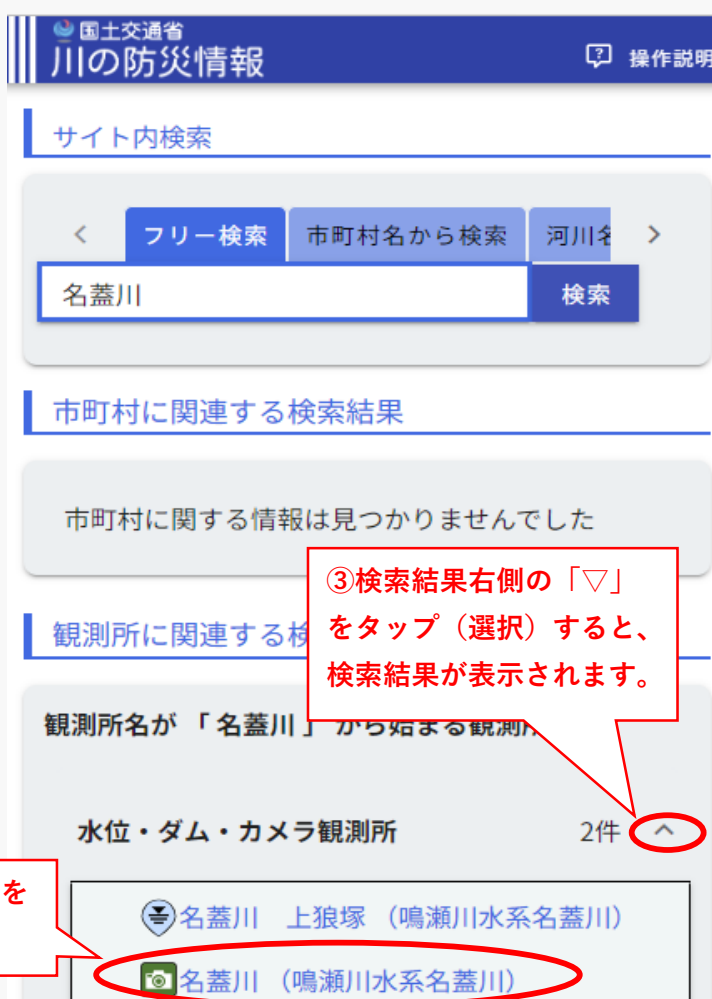 国土交通省
川の防災情報
操作説明
サイト内検索
フリー検索
市町村名から検索
河川名
名蓋川
検索
市町村に関連する検索結果
市町村に関する情報は見つかりませんでした
③検索結果右側の「▽」
をタップ（選択）すると、
検索結果が表示されます。
観測所に関連する検
観測所名が 「 名蓋川 」 から始まる観測所
水位・ダム・カメラ観測所
2件
を
名蓋川　上狼塚 （鳴瀬川水系名蓋川）
名蓋川 （鳴瀬川水系名蓋川）